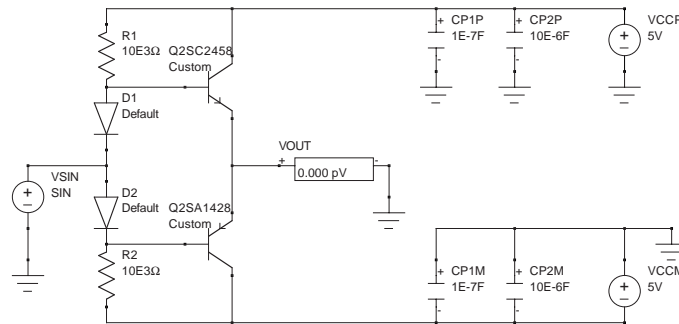 R1
10E3Ω
Q2SC2458
Custom
D1
Default
+
-
CP1P
1E-7F
+
-
CP2P
10E-6F
+
-
VCCP
5V
VOUT
+
-
0.000 pV
+
-
VSIN
SIN
D2
Default
Q2SA1428
Custom
R2
10E3Ω
+
-
CP1M
1E-7F
+
-
CP2M
10E-6F
+
-
VCCM
5V